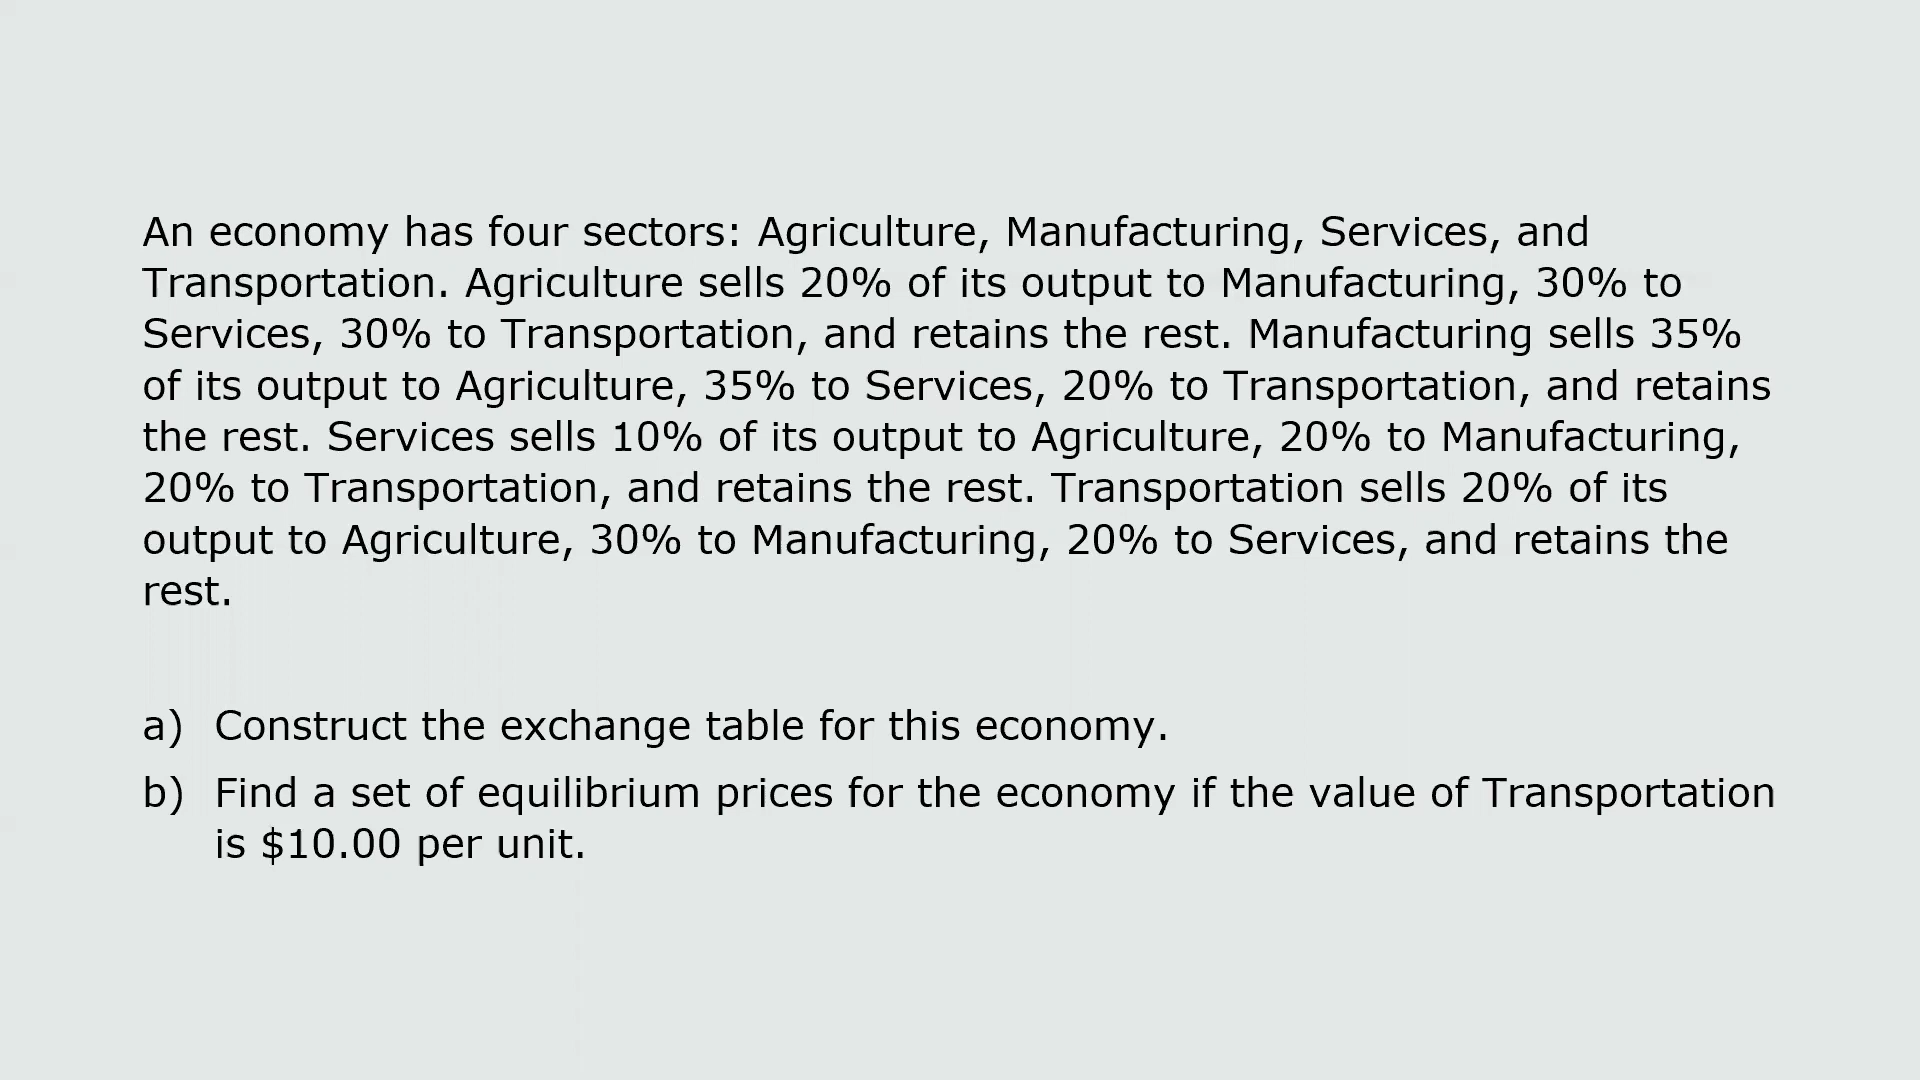 An economy has four sectors: Agriculture, Manufacturing, Services, and
Transportation. Agriculture sells 20% of its output to Manufacturing, 30% to
Services, 30% to Transportation, and retains the rest. Manufacturing sells 35%
of its output to Agriculture, 35% to Services, 20% to Transportation, and retains
the rest. Services sells 10% of its output to Agriculture, 20% to Manufacturing,
20% to Transportation, and retains the rest. Transportation sells 20% of its
output to Agriculture, 30% to Manufacturing, 20% to Services, and retains the
rest.
a) Construct the exchange table for this economy.
b) Find a set of equilibrium prices for the economy if the value of Transportation
is $10.00 per unit.